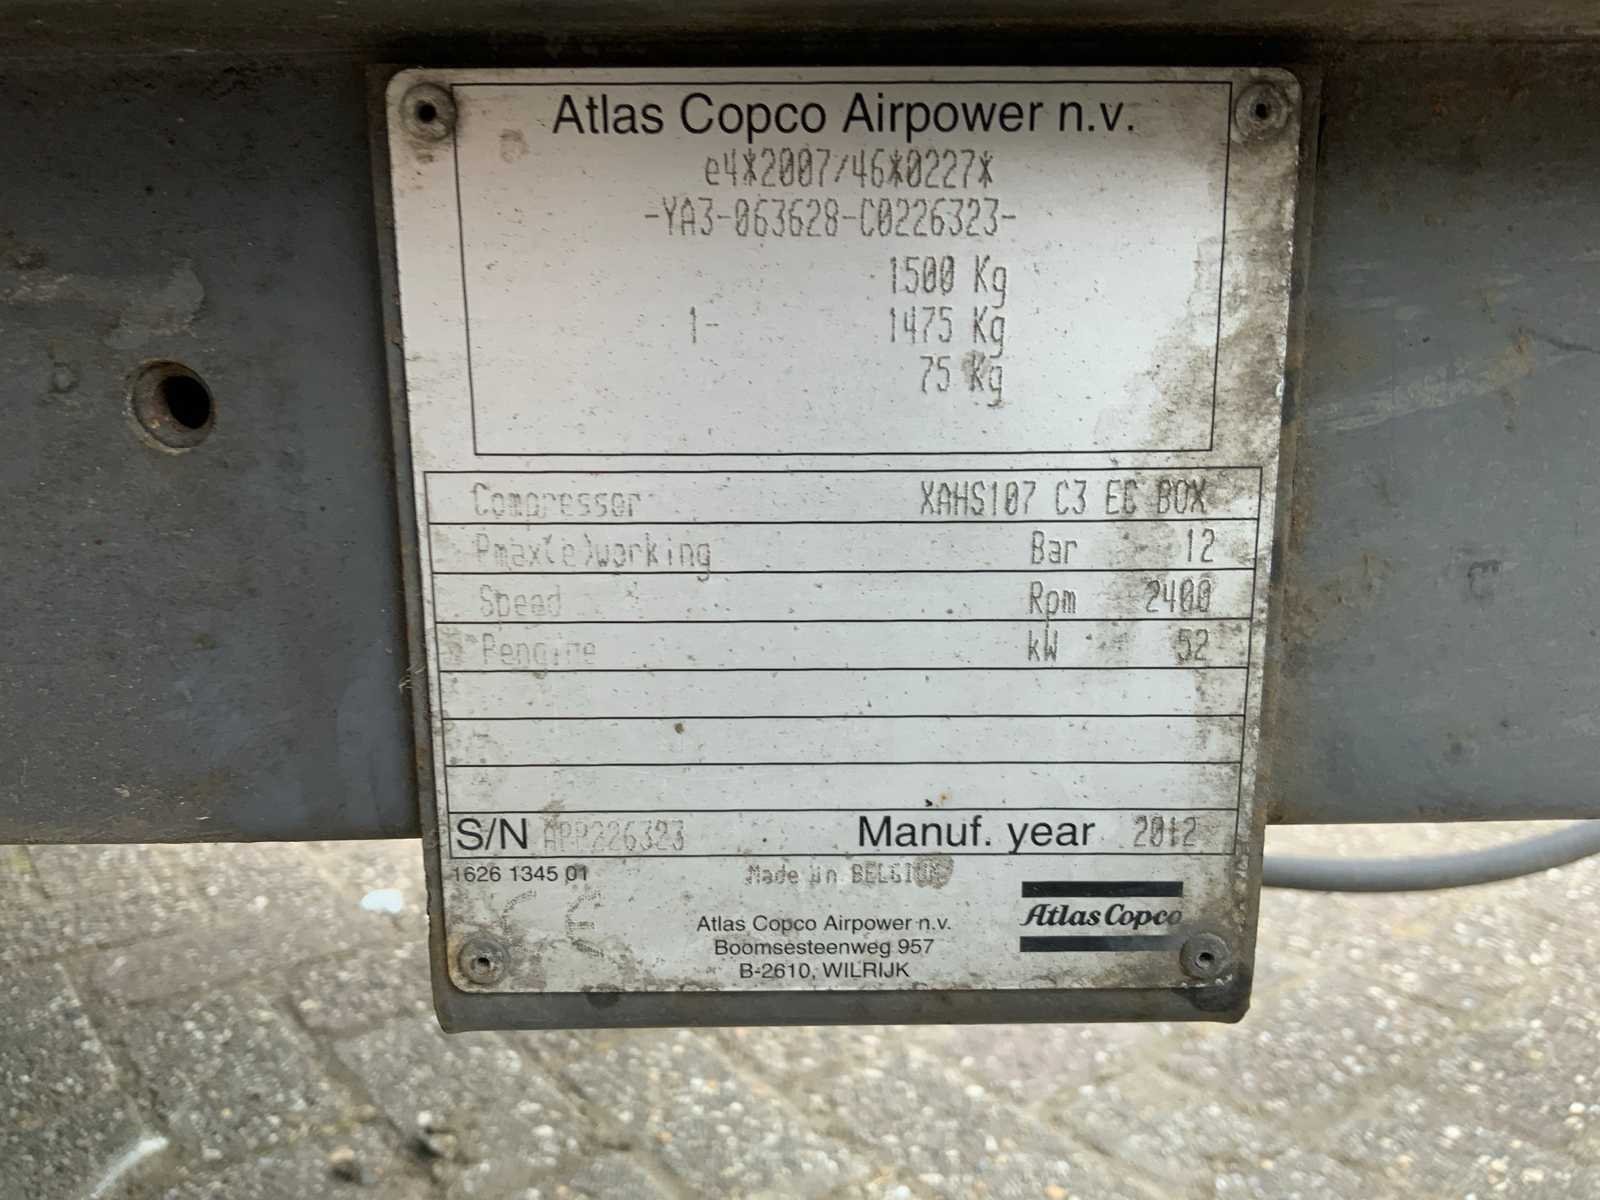 Atlas Copco Airpower n.v.
e4*2007/46*0227*
-YA3-063628-C0226323-
1500 Kg
1- 1475 Kg
75 Kg
Compressor XAHS107 C3 EC BOX
Pmax(e)working Bar 12
Speed Rpm 2400
Pengine kW 52
S/N APP226323 Manuf. year 2012
1626 1345 01
Made in BELGIUM
CE
Atlas Copco
Atlas Copco Airpower n.v.
Boomsesteenweg 957
B-2610, WILRIJK